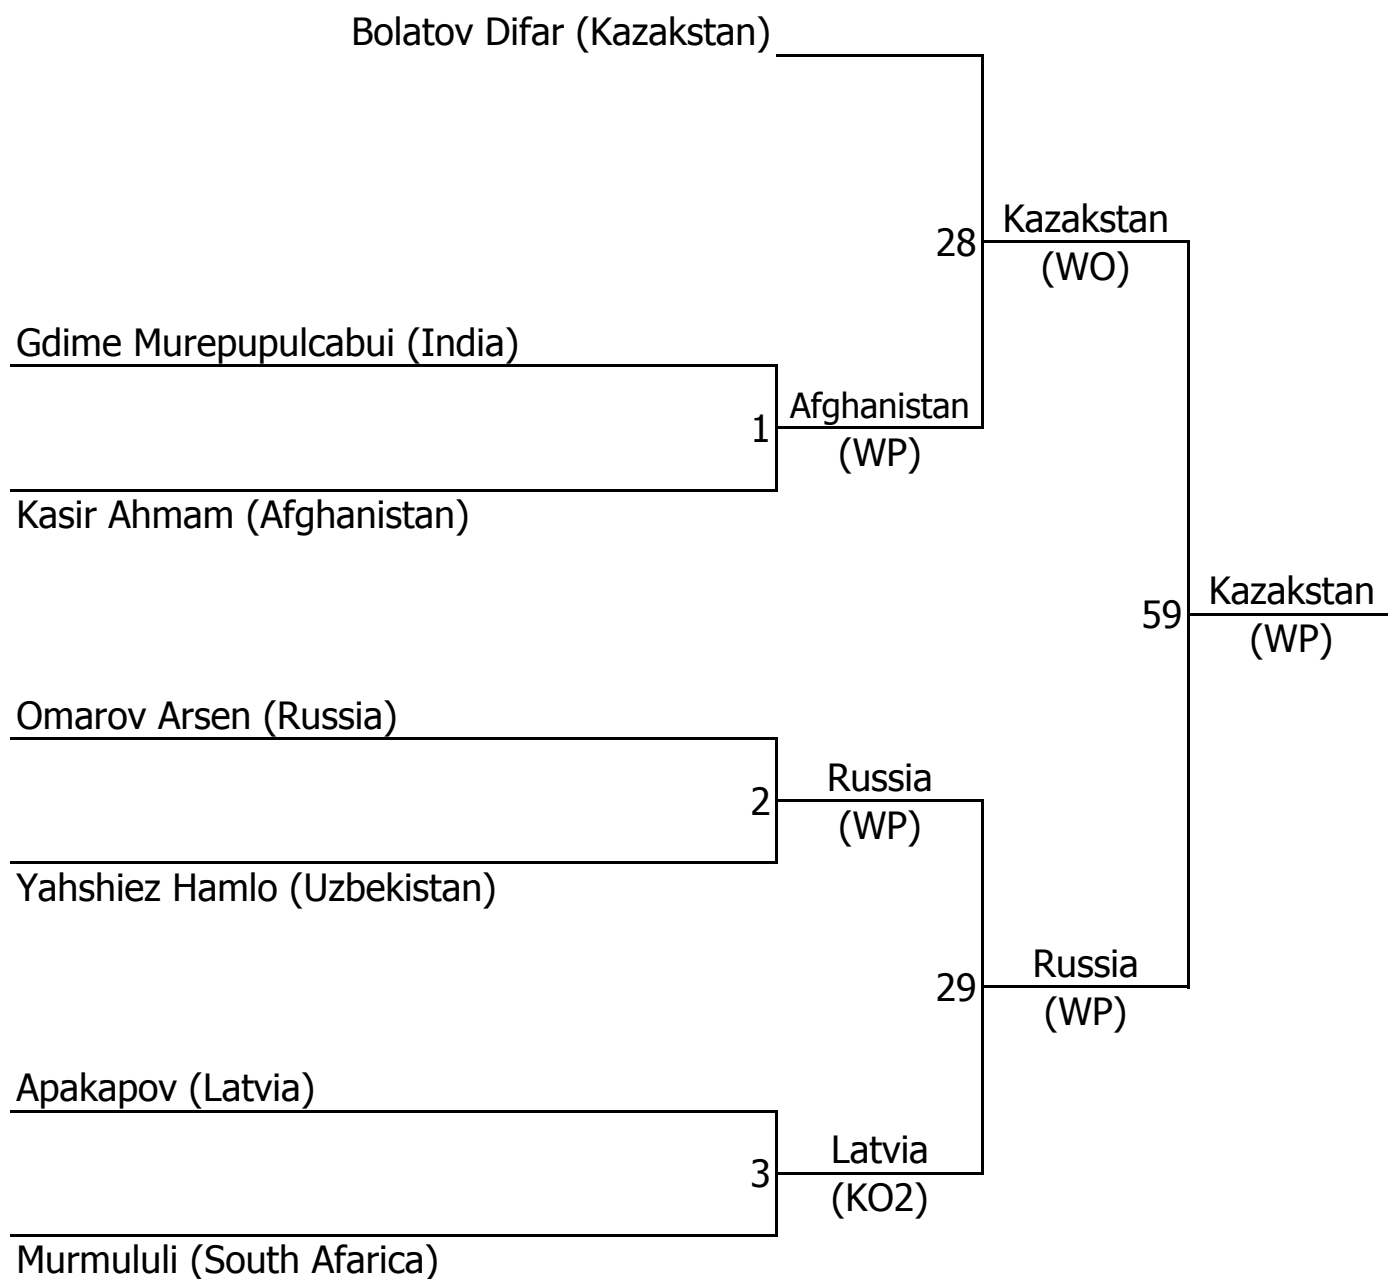 Bolatov Difar (Kazakstan)
28
Kazakstan
(WO)
Gdime Murepupulcabui (India)
1
Afghanistan
(WP)
Kasir Ahmam (Afghanistan)
59
Kazakstan
(WP)
Omarov Arsen (Russia)
2
Russia
(WP)
Yahshiez Hamlo (Uzbekistan)
29
Russia
(WP)
Apakapov (Latvia)
3
Latvia
(KO2)
Murmululi (South Afarica)